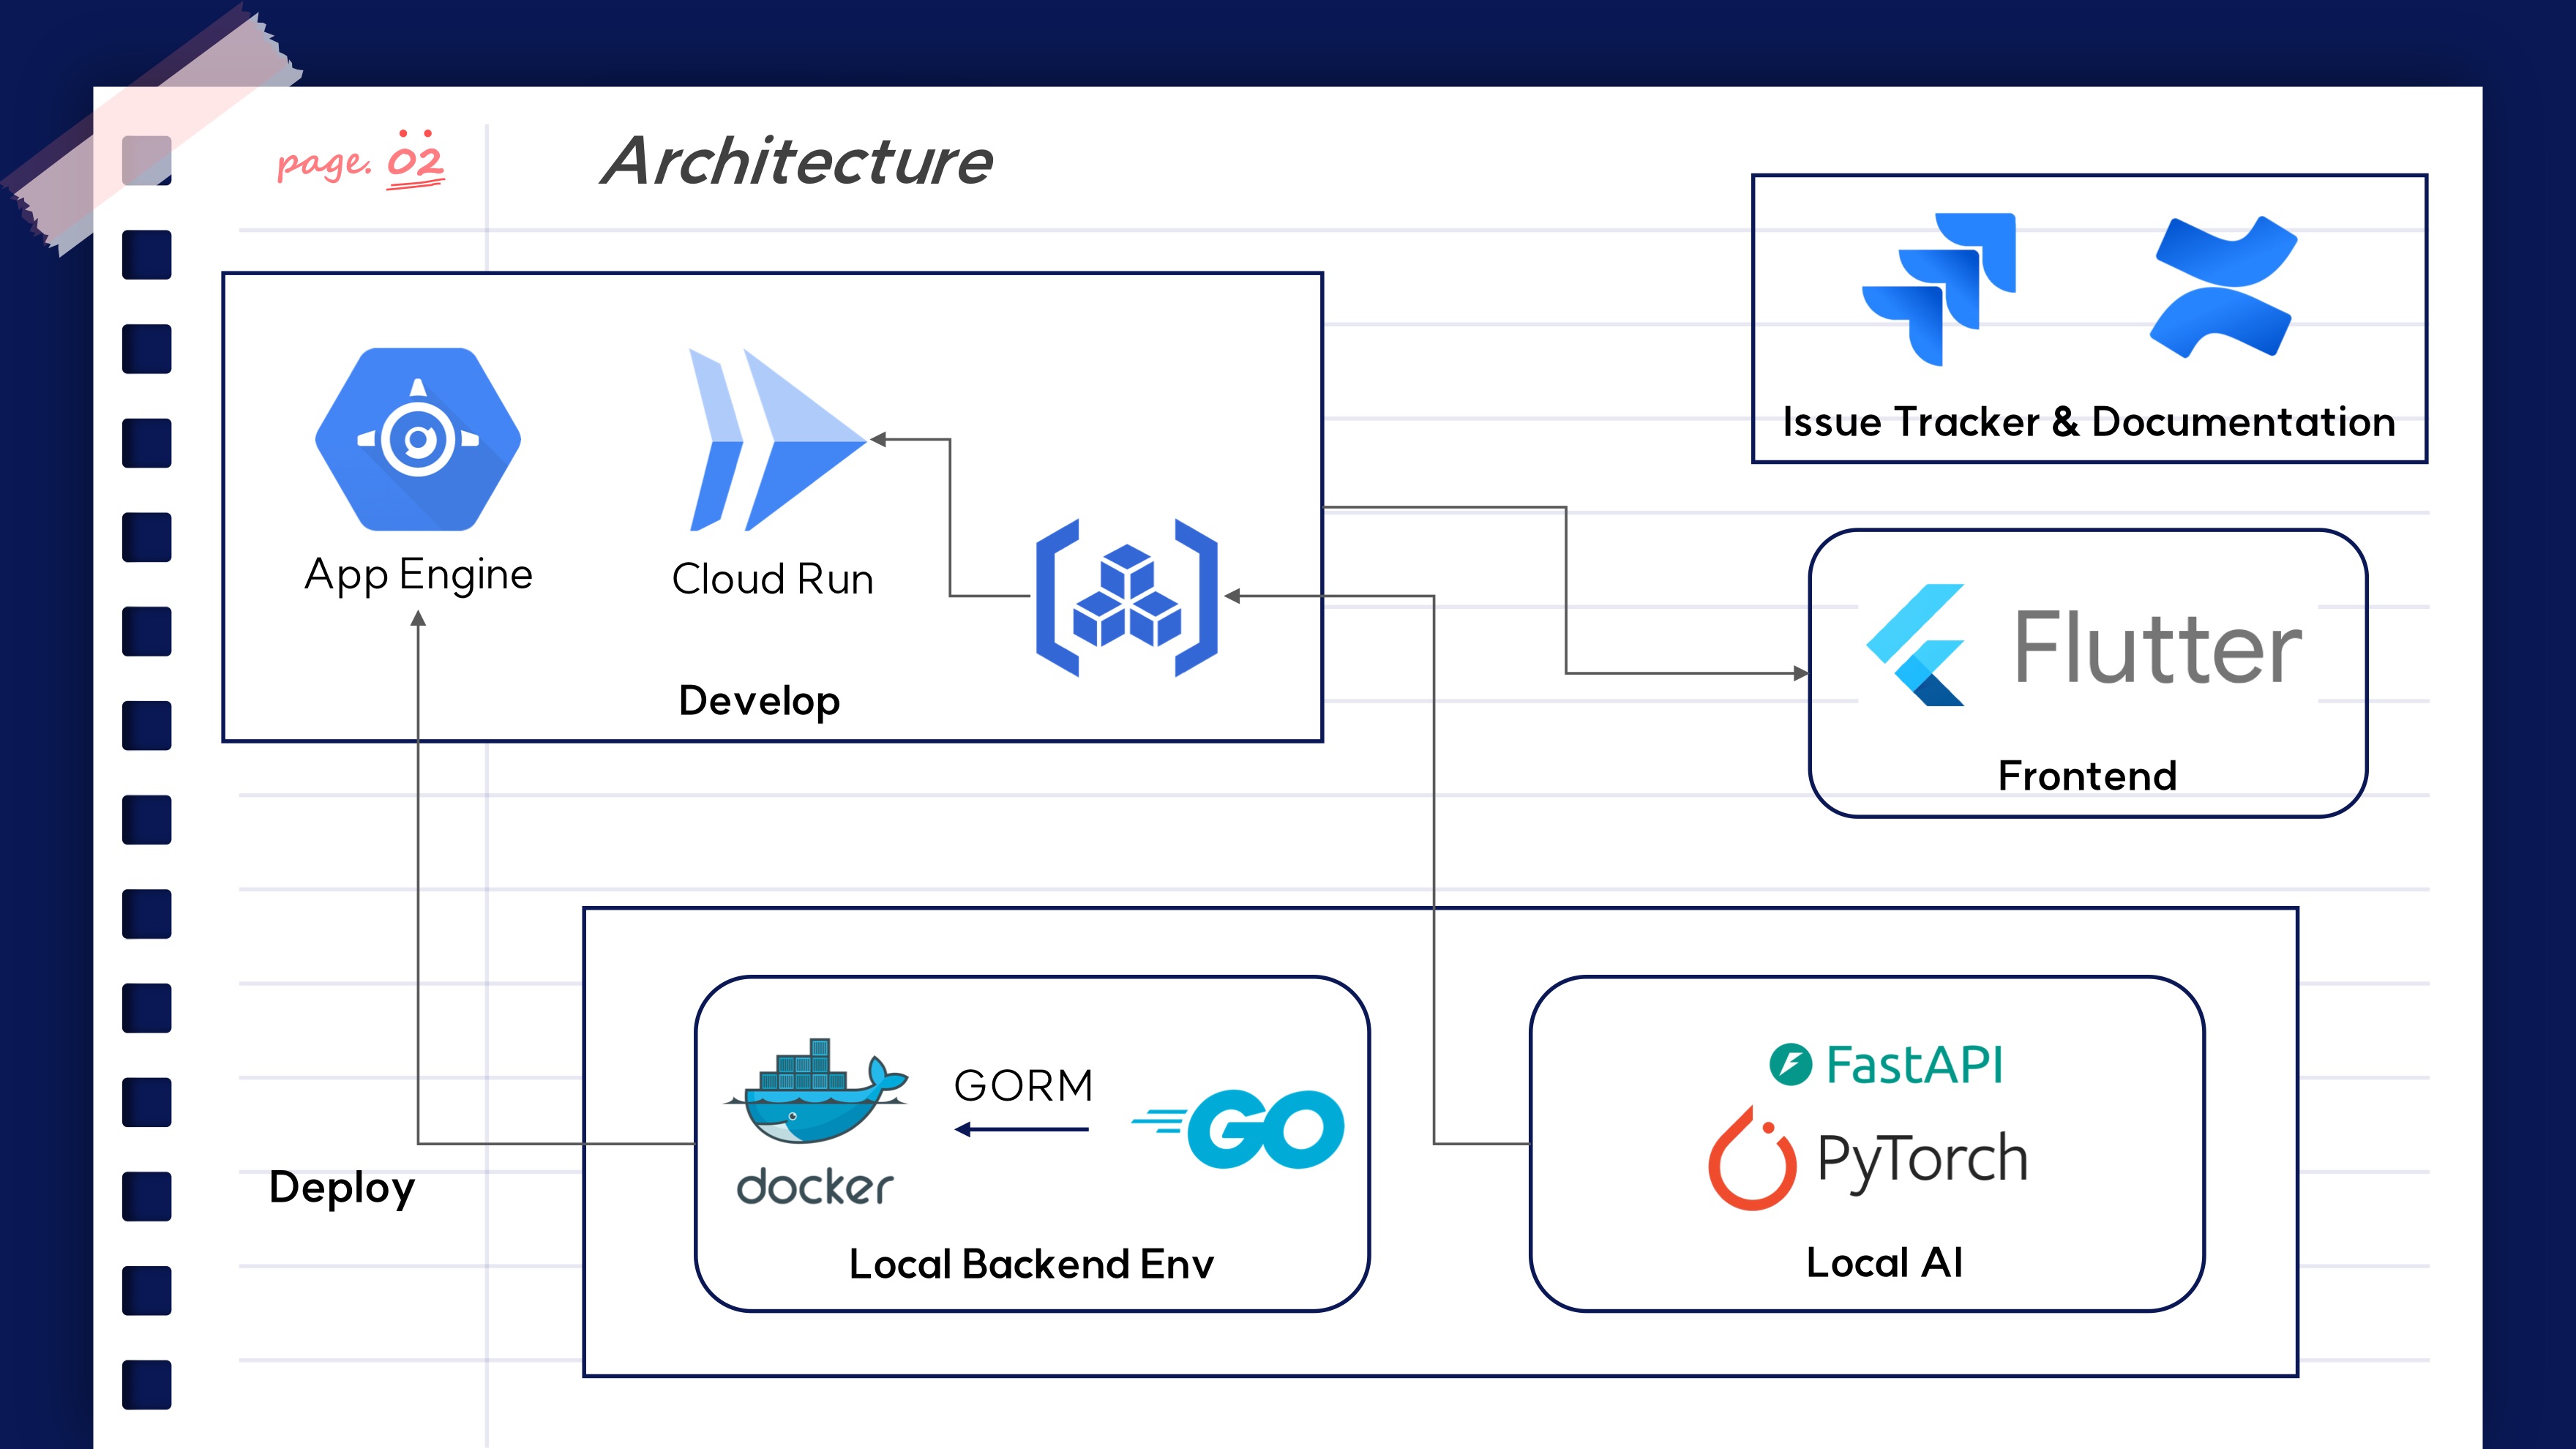 page. 02
Architecture
Issue Tracker & Documentation
App Engine
Cloud Run
Develop
Flutter
Frontend
Deploy
docker
GORM
GO
Local Backend Env
FastAPI
PyTorch
Local AI